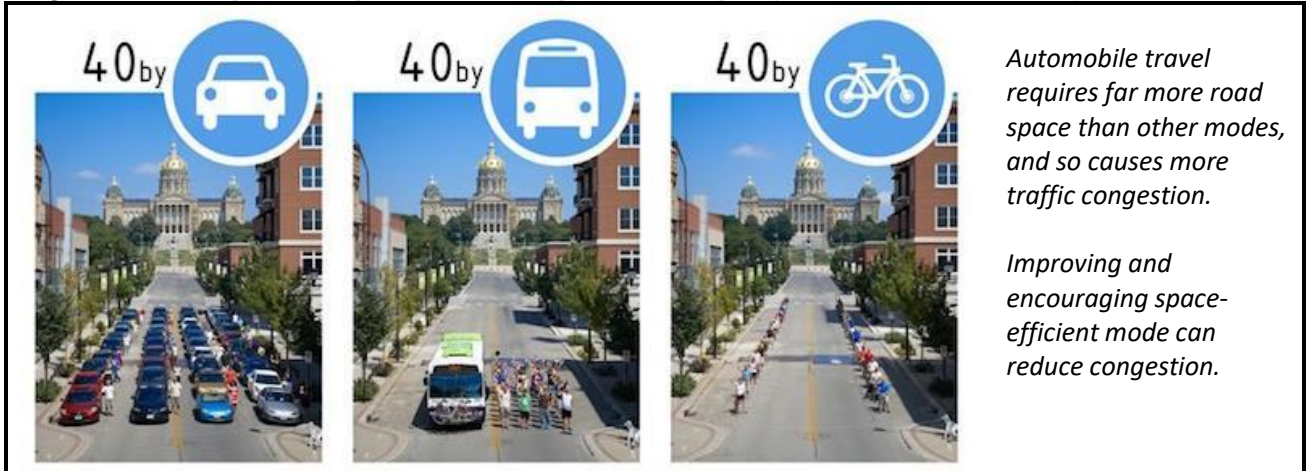 40by
40by
40by
Automobile travel
requires far more road
space than other modes,
and so causes more
traffic congestion.
Improving and
encouraging space-
efficient mode can
reduce congestion.